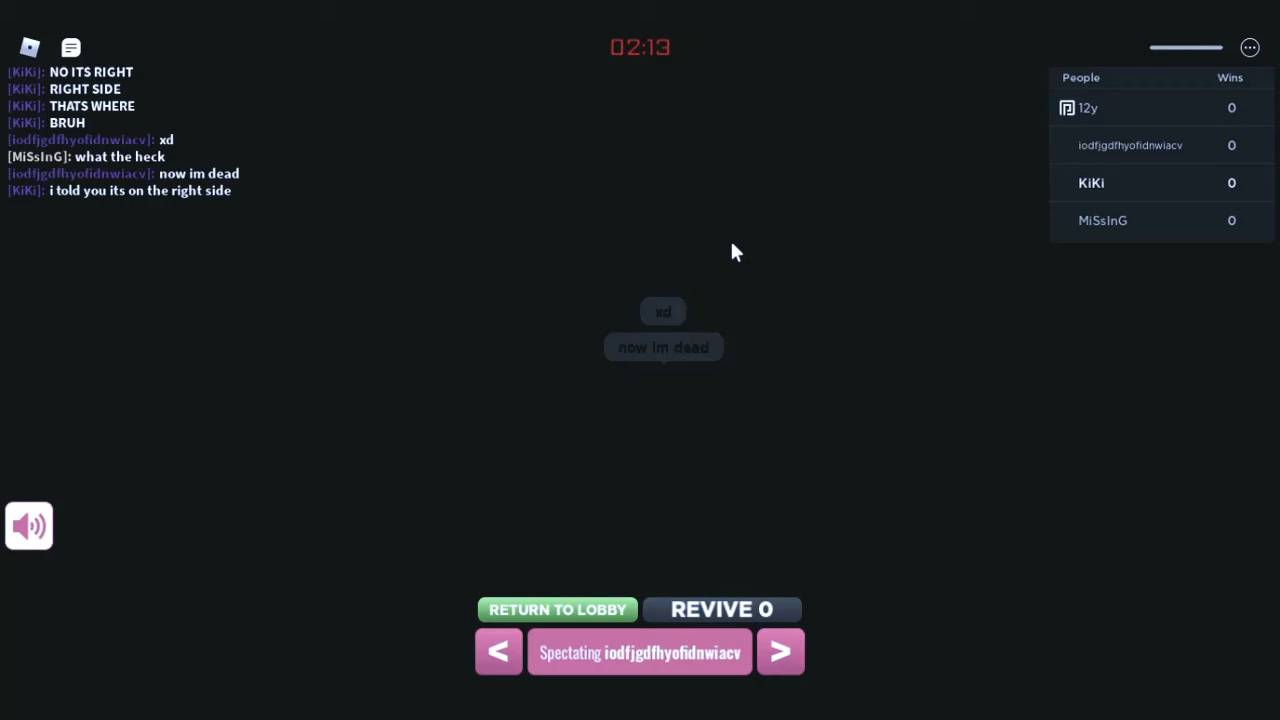 02:13
[KiKi]: NO ITS RIGHT
[KiKi]: RIGHT SIDE
[KiKi]: THATS WHERE
[KiKi]: BRUH
[iodfjgdfhyofidnwiacv]: xd
[MiSsInG]: what the heck
[iodfjgdfhyofidnwiacv]: now im dead
[KiKi]: i told you its on the right side
People Wins
12y 0
iodfjgdfhyofidnwiacv 0
KiKi 0
MiSsInG 0
xd
now im dead
RETURN TO LOBBY REVIVE 0
< Spectating iodfjgdfhyofidnwiacv >